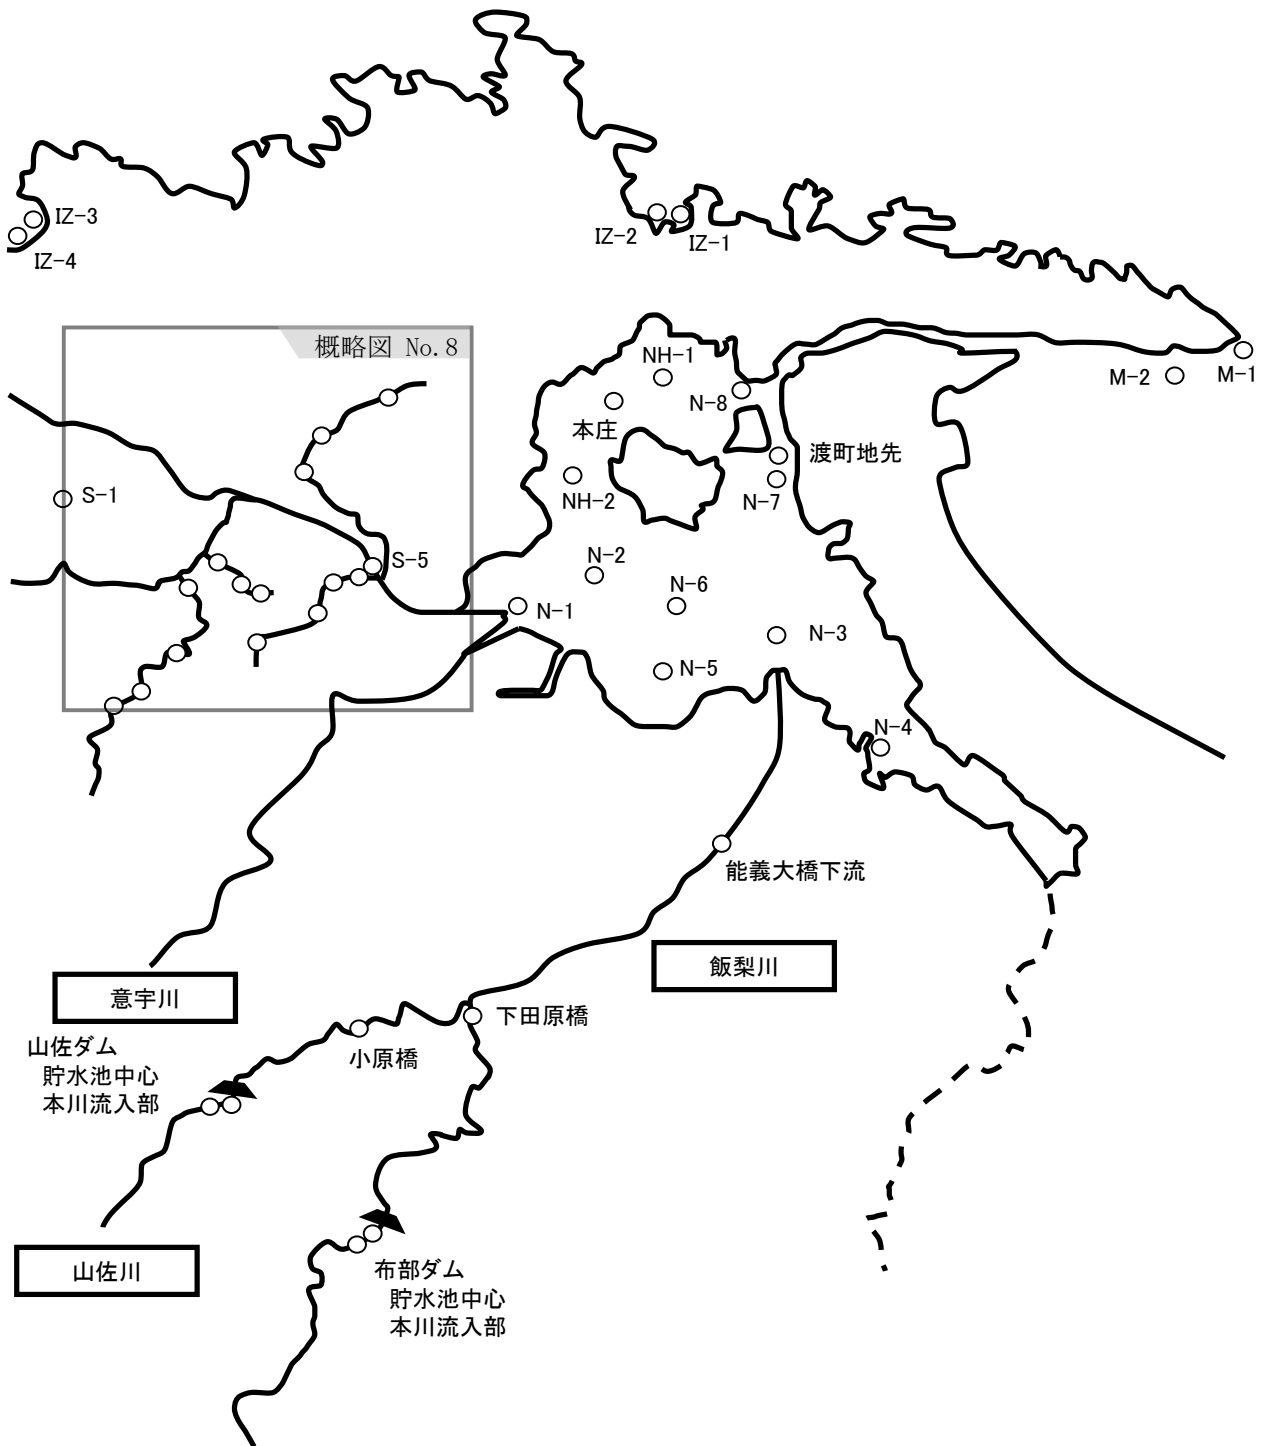 IZ-3
IZ-4
IZ-2
IZ-1
概略図 No.8
NH-1
M-2
M-1
N-8
本庄
渡町地先
S-1
NH-2
N-7
S-5
N-2
N-6
N-1
N-3
N-5
N-4
能義大橋下流
飯梨川
意宇川
下田原橋
山佐ダム
貯水池中心
本川流入部
小原橋
山佐川
布部ダム
貯水池中心
本川流入部